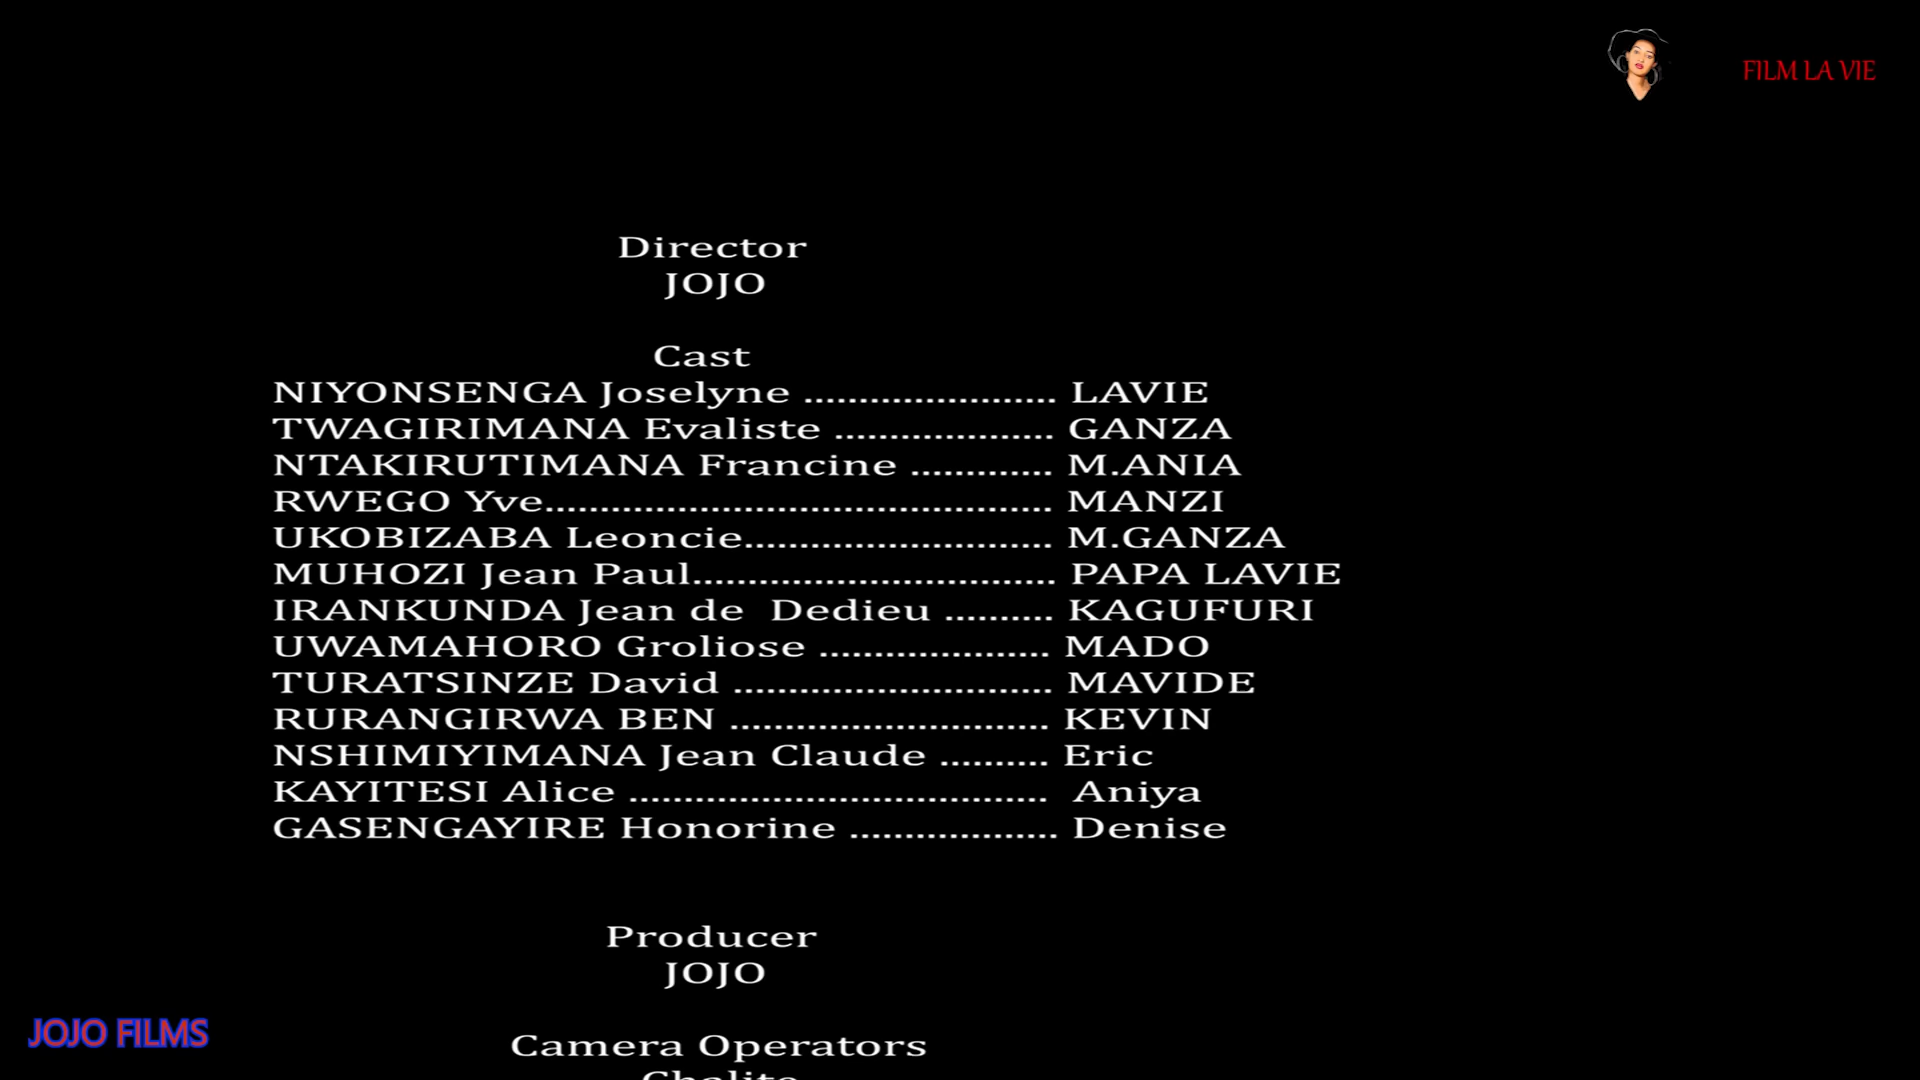 FILM LA VIE
Director
JOJO
Cast
NIYONSENGA Joselyne ....................... LAVIE
TWAGIRIMANA Evaliste .................... GANZA
NTAKIRUTIMANA Francine ............. M.ANIA
RWEGO Yve.............................................. MANZI
UKOBIZABA Leoncie............................ M.GANZA
MUHOZI Jean Paul................................. PAPA LAVIE
IRANKUNDA Jean de  Dedieu .......... KAGUFURI
UWAMAHORO Groliose ..................... MADO
TURATSINZE David ............................. MAVIDE
RURANGIRWA BEN ............................. KEVIN
NSHIMIYIMANA Jean Claude .......... Eric
KAYITESI Alice ......................................  Aniya
GASENGAYIRE Honorine ................... Denise
Producer
JOJO
JOJO FILMS
Camera Operators